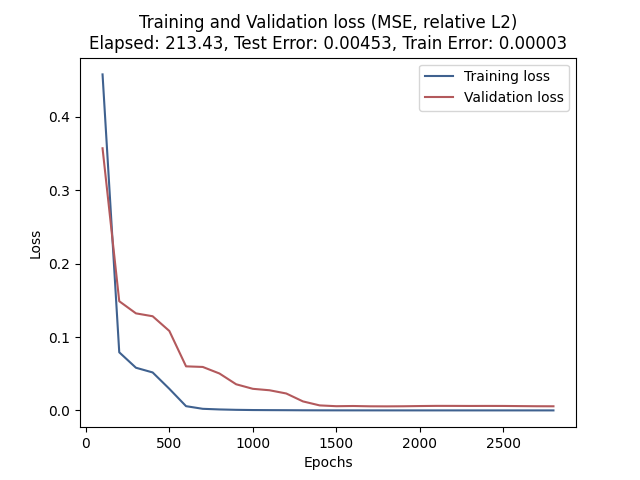 Training and Validation loss (MSE, relative L2)
Elapsed: 213.43, Test Error: 0.00453, Train Error: 0.00003
Training loss
Validation loss
0.4
0.3
0.2
0.1
0.0
Loss
0
500
1000
1500
2000
2500
Epochs